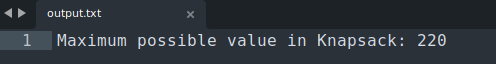 output.txt ×
1 Maximum possible value in Knapsack: 220